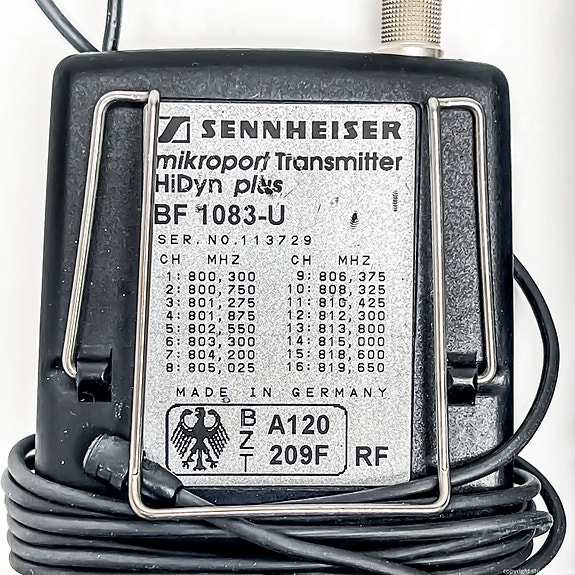 SENNHEISER
mikroport Transmitter
HiDyn plus
BF 1083-U
SER.NO.113729
CH MHZ CH MHZ
1: 800,300 9: 806,375
2: 800,750 10: 808,325
3: 801,275 11: 810,425
4: 801,875 12: 812,300
5: 802,550 13: 813,800
6: 803,300 14: 815,000
7: 804,200 15: 818,600
8: 805,025 16: 819,650
MADE IN GERMANY
BZT A120
209F RF